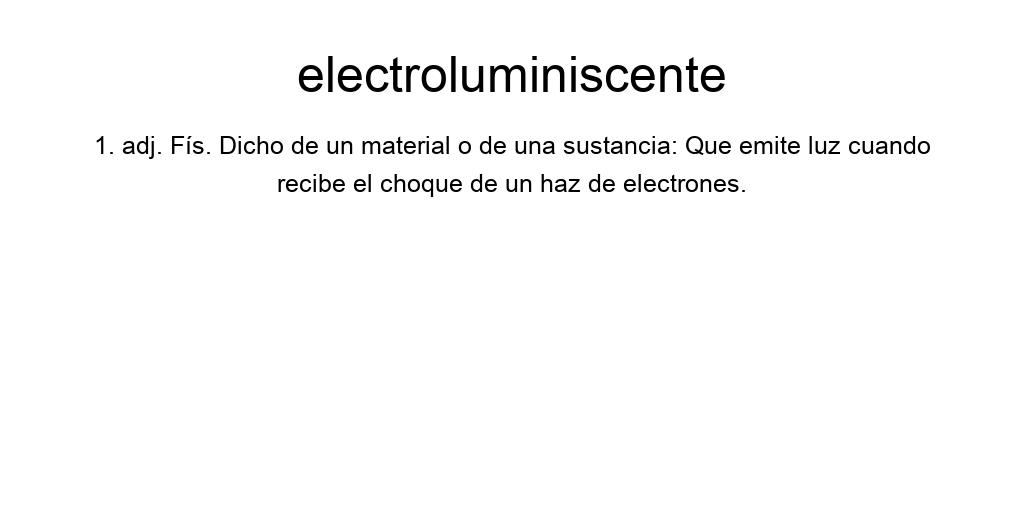 electroluminiscente
1. adj. Fís. Dicho de un material o de una sustancia: Que emite luz cuando
recibe el choque de un haz de electrones.